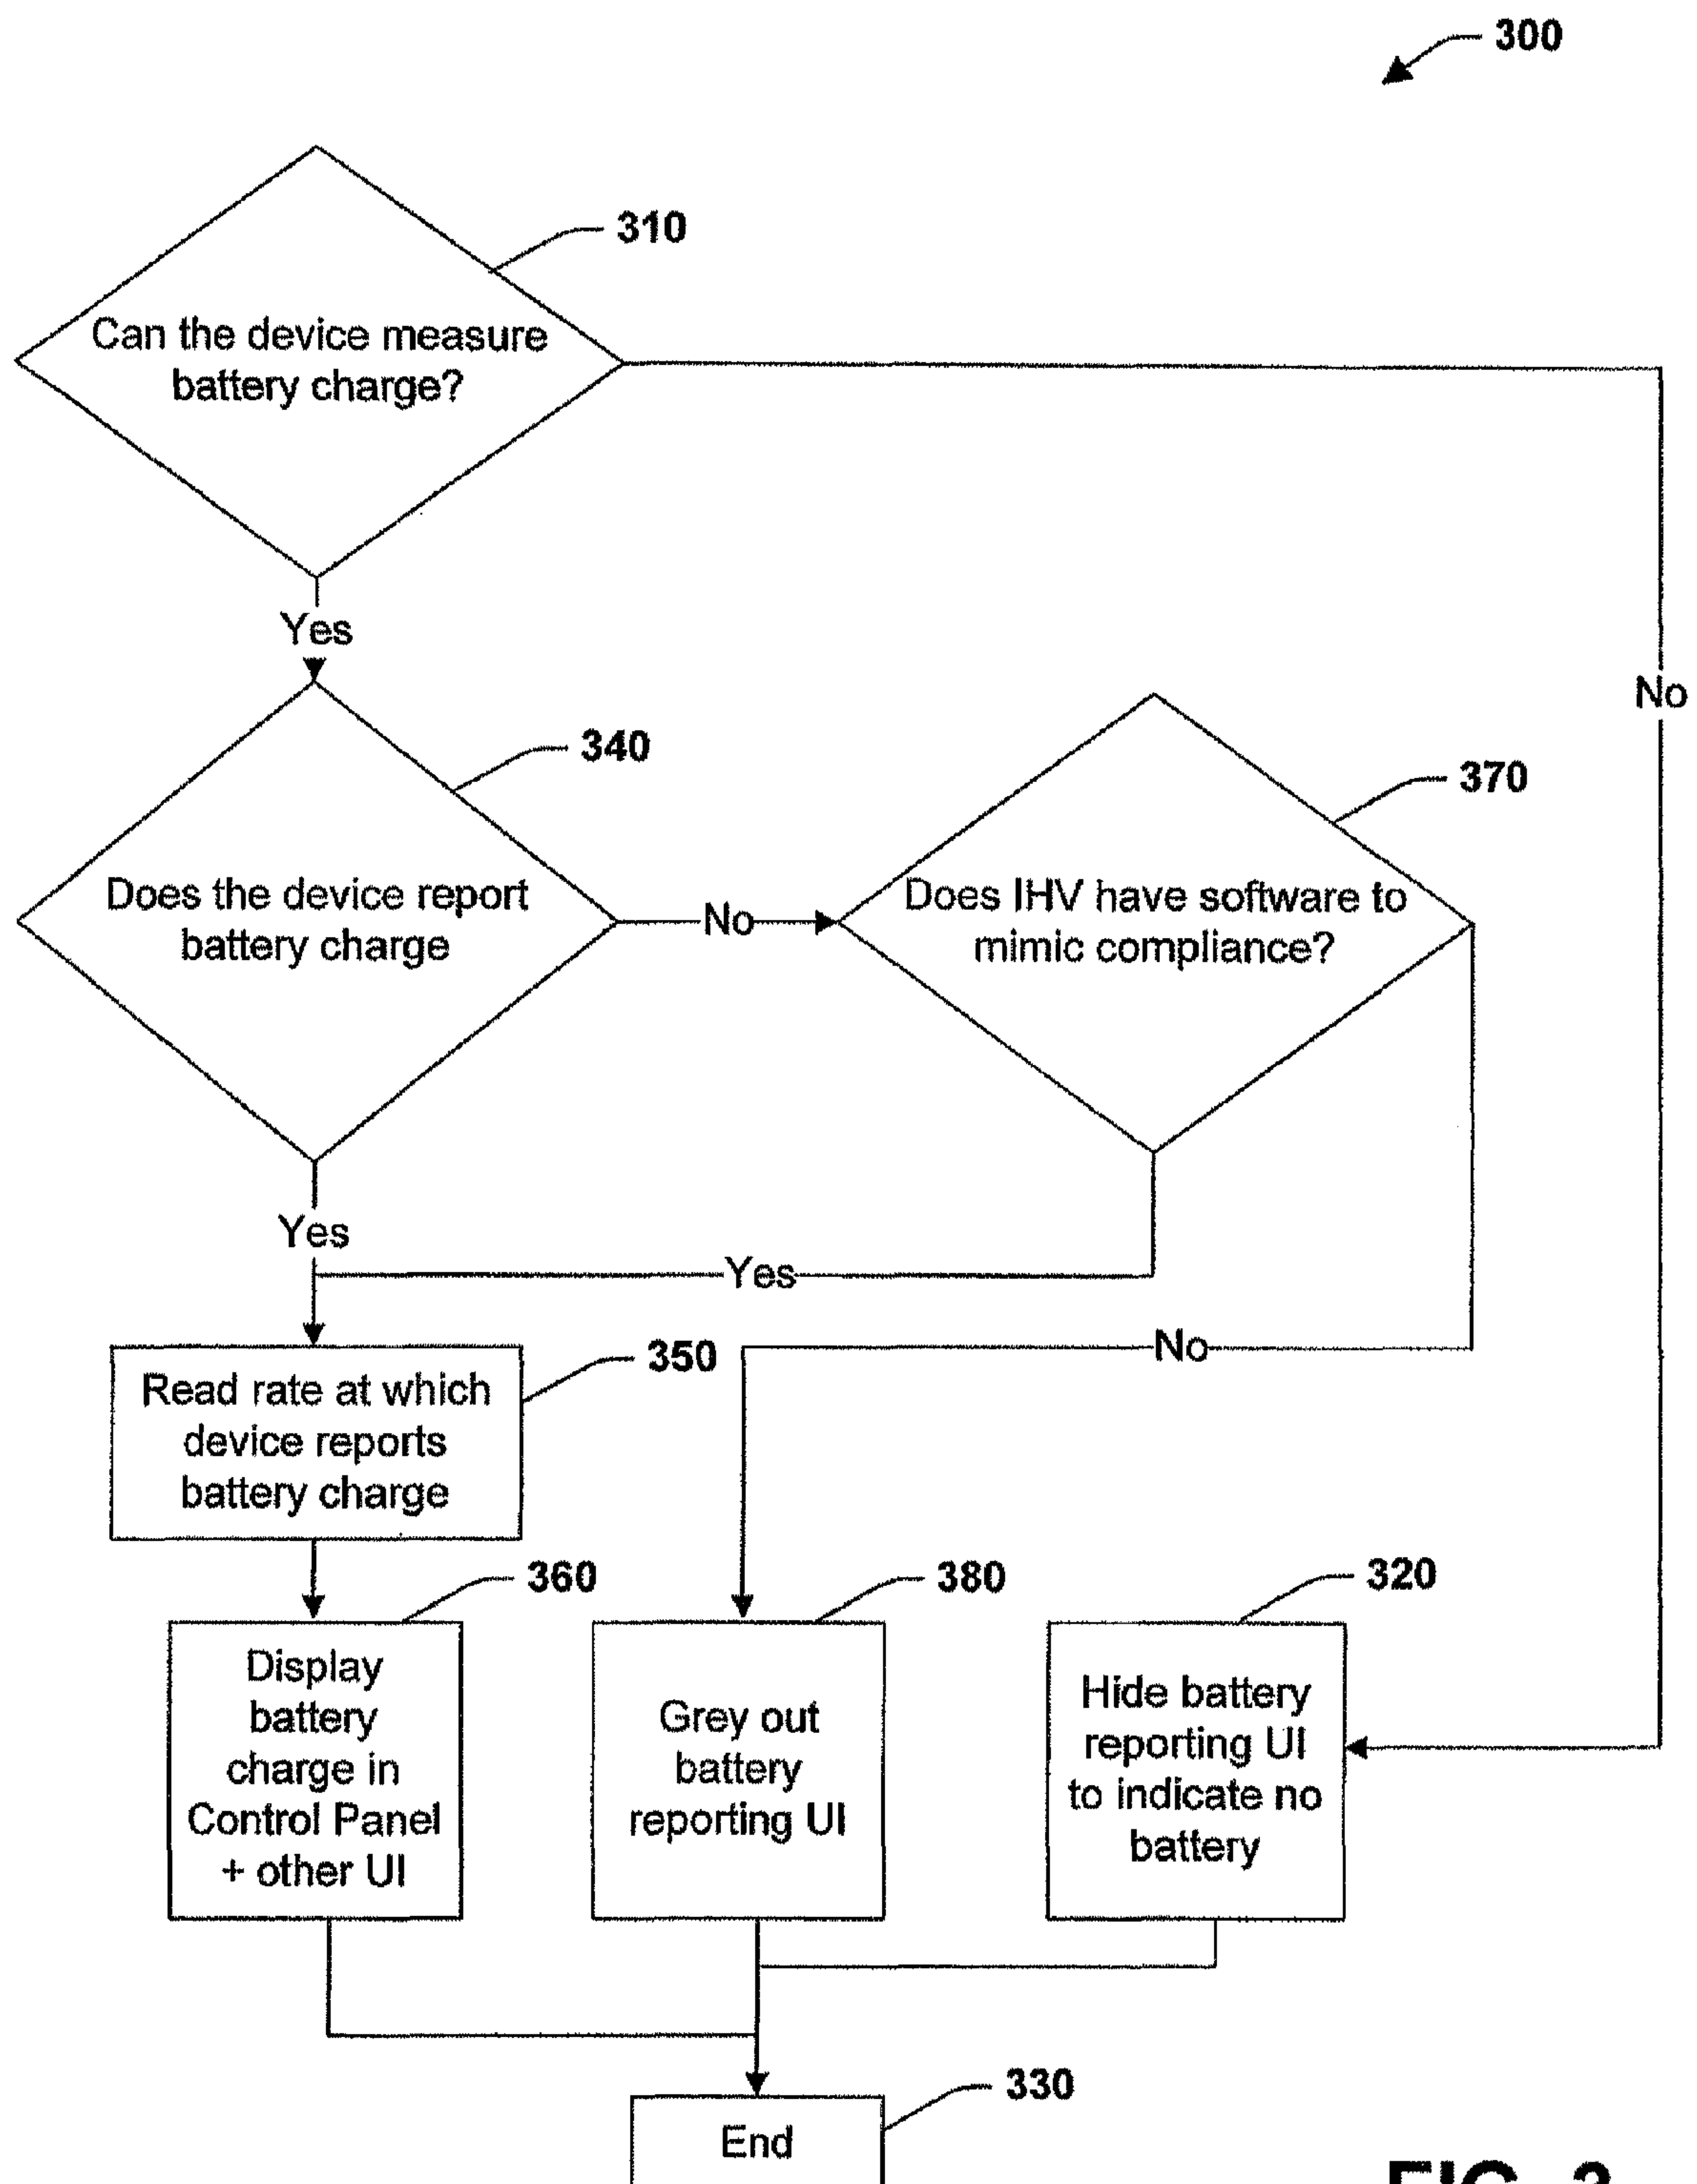 300
310
Can the device measure
battery charge?
Yes
No
340
370
Does the device report
battery charge
No
Does IHV have software to
mimic compliance?
Yes
Yes
No
350
Read rate at which
device reports
battery charge
360
380
320
Display
battery
charge in
Control Panel
+ other UI
Grey out
battery
reporting UI
Hide battery
reporting UI
to indicate no
battery
330
End
FIG. 3